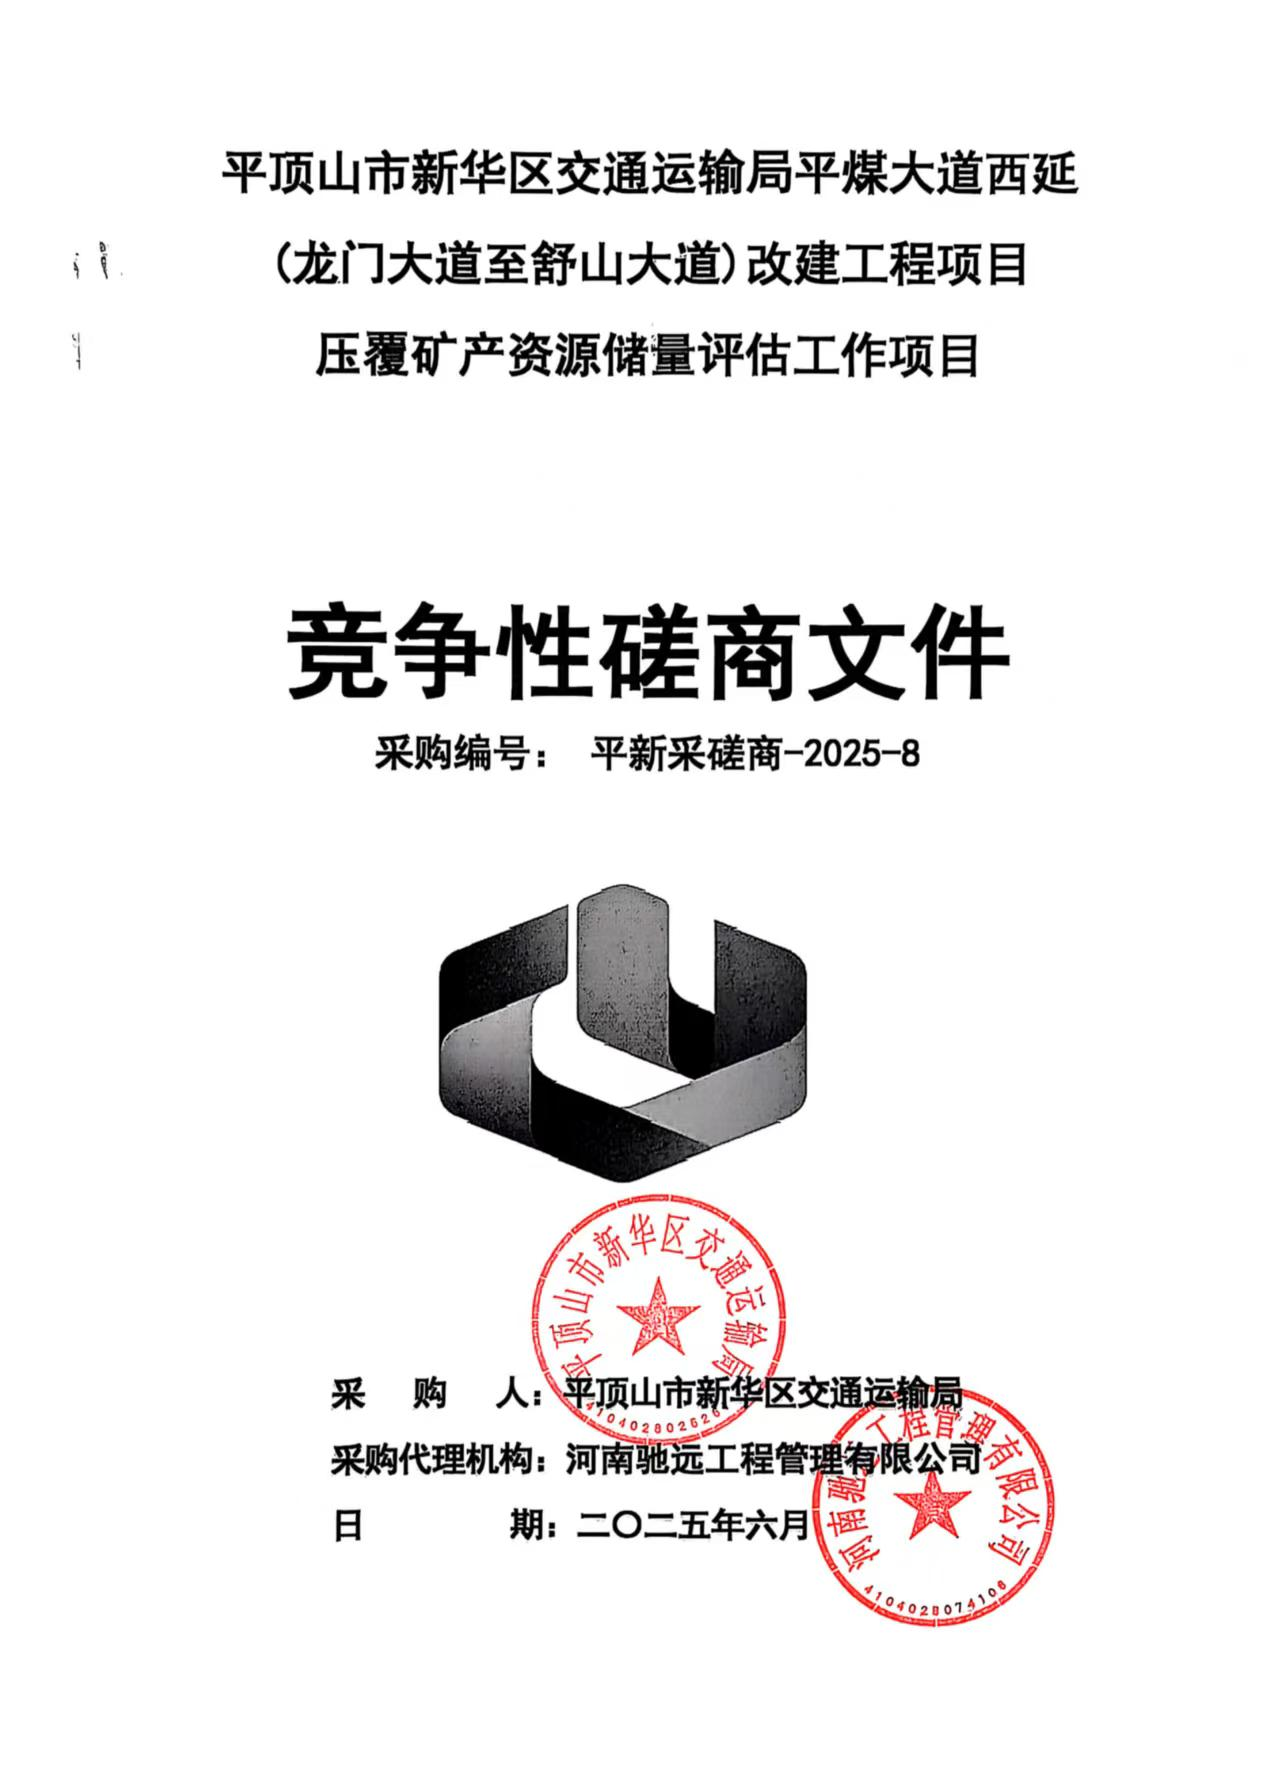 平顶山市新华区交通运输局平煤大道西延
(龙门大道至舒山大道)改建工程项目
压覆矿产资源储量评估工作项目
竞争性磋商文件
采购编号： 平新采磋商-2025-8
平顶山市新华区交通运输局
采 购 人：平顶山市新华区交通运输局
采购代理机构：河南驰远工程管理有限公司
日 期：二〇二五年六月
河南驰远工程管理有限公司
4104028074106